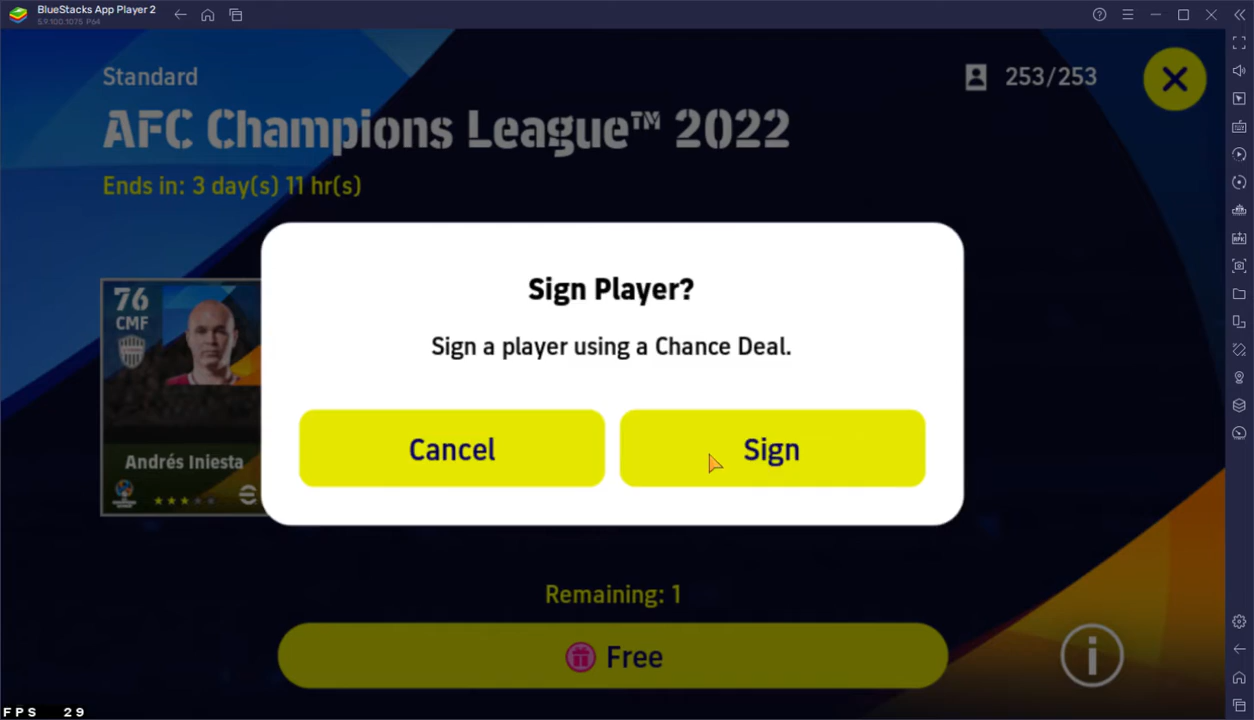 BlueStacks App Player 2
5.9.100.1075 P64
Standard
253/253
AFC Champions League™ 2022
Ends in: 3 day(s) 11 hr(s)
Sign Player?
Sign a player using a Chance Deal.
Cancel
Sign
76
CMF
Andrés Iniesta
Remaining: 1
Free
FPS 29